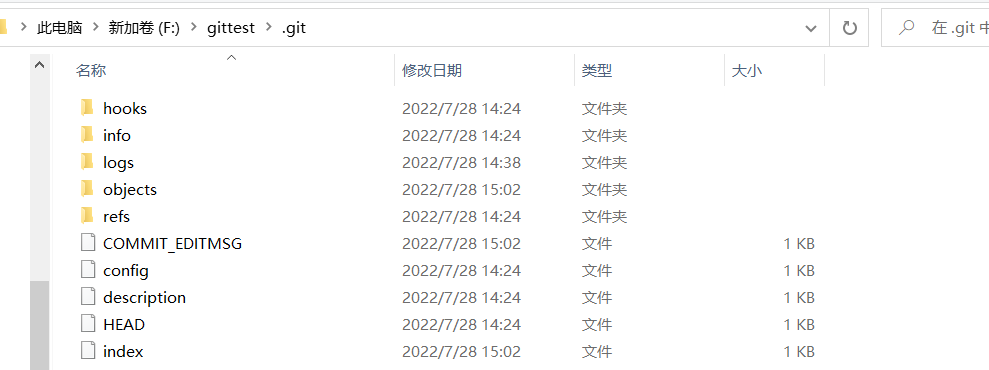 此电脑 > 新加卷 (F:) > gittest > .git 在 .git 中
名称 修改日期 类型 大小
hooks 2022/7/28 14:24 文件夹
info 2022/7/28 14:24 文件夹
logs 2022/7/28 14:38 文件夹
objects 2022/7/28 15:02 文件夹
refs 2022/7/28 14:24 文件夹
COMMIT_EDITMSG 2022/7/28 15:02 文件 1 KB
config 2022/7/28 14:24 文件 1 KB
description 2022/7/28 14:24 文件 1 KB
HEAD 2022/7/28 14:24 文件 1 KB
index 2022/7/28 15:02 文件 1 KB